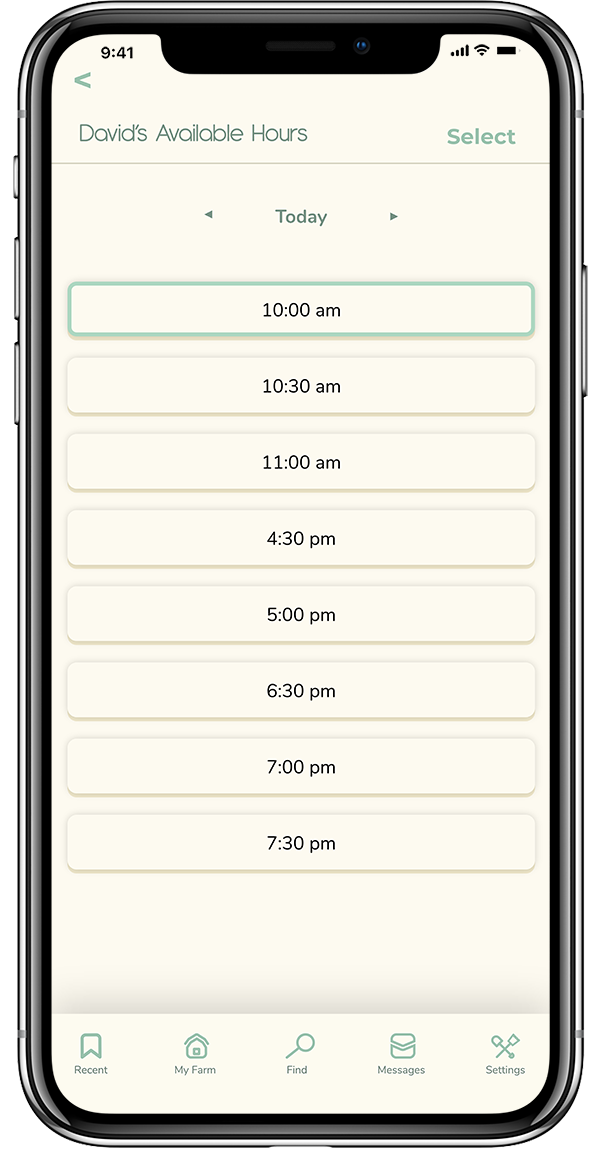 9:41
<
David's Available Hours
Select
Today
10:00 am
10:30 am
11:00 am
4:30 pm
5:00 pm
6:30 pm
7:00 pm
7:30 pm
Recent My Farm Find Messages Settings